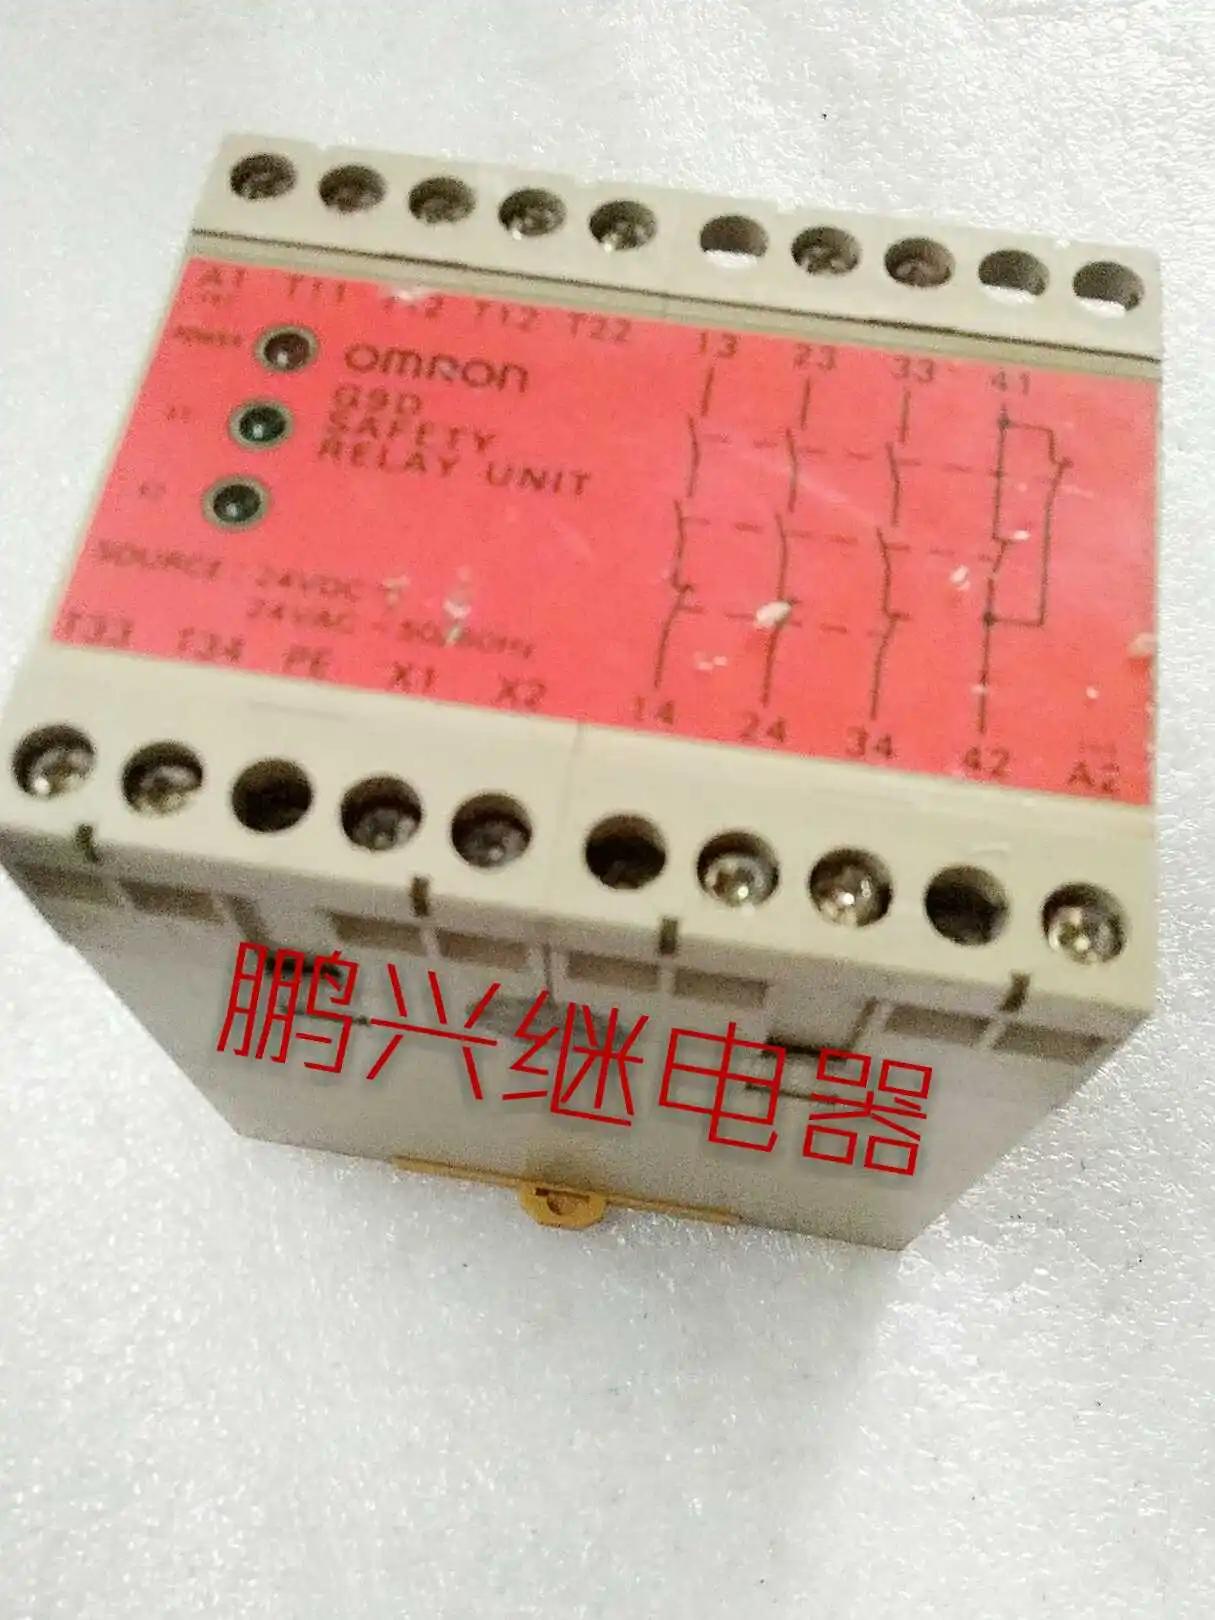 A1 T11 T12 T22 13 23 33 41
POWER
OMRON
G9D
SAFETY
RELAY UNIT
SOURCE: 24VDC
24VAC ~ 50/60Hz
T33 T34 PE X1 X2 14 24 34 42 A2
鹏兴继电器